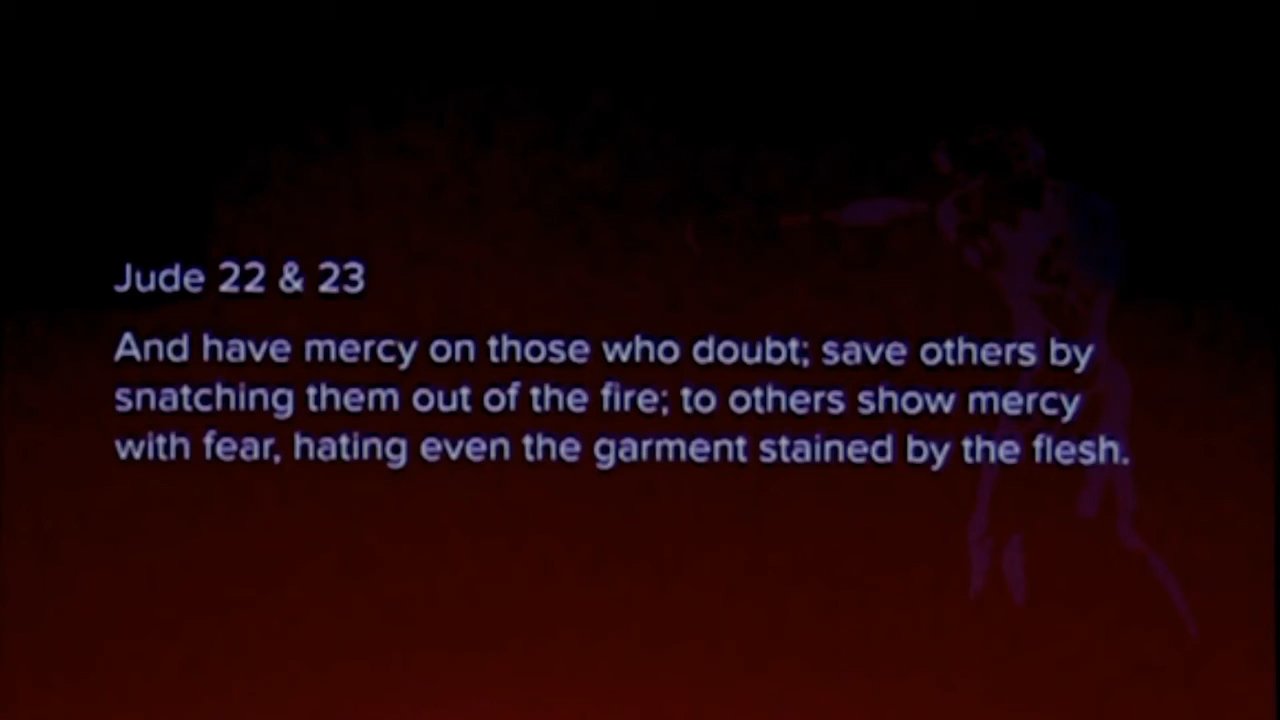 Jude 22 & 23
And have mercy on those who doubt; save others by
snatching them out of the fire; to others show mercy
with fear, hating even the garment stained by the flesh.